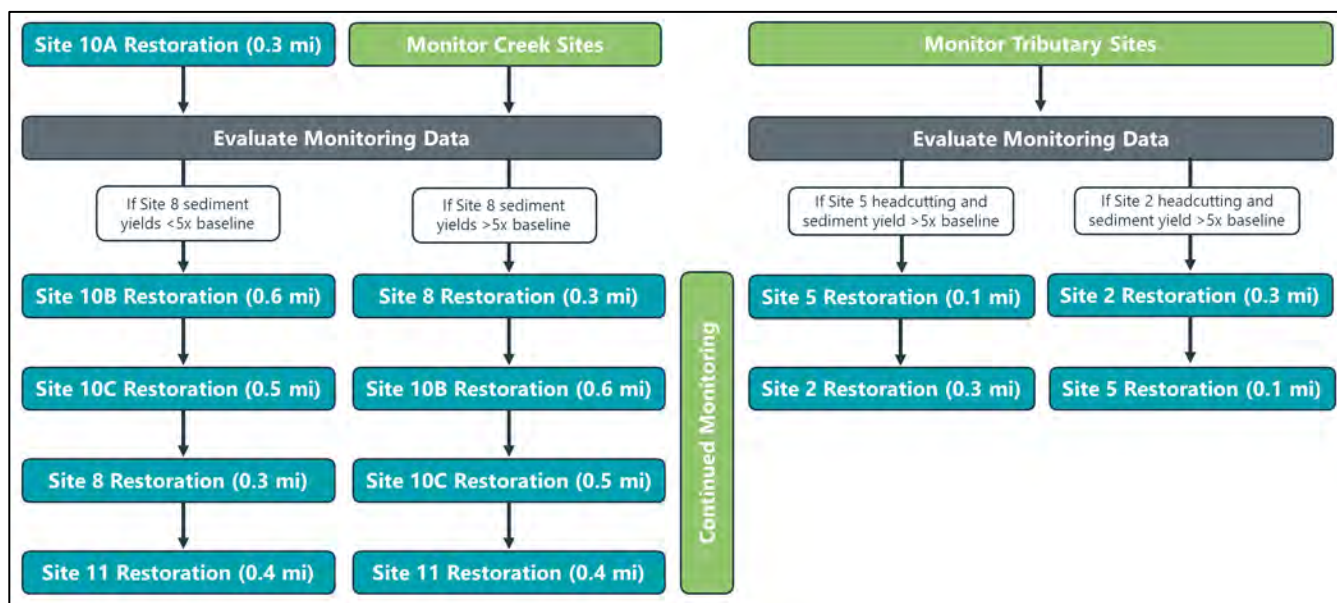 Site 10A Restoration (0.3 mi)
Monitor Creek Sites
Monitor Tributary Sites
Evaluate Monitoring Data
Evaluate Monitoring Data
If Site 8 sediment
yields <5x baseline
If Site 8 sediment
yields >5x baseline
If Site 5 headcutting and
sediment yield >5x baseline
If Site 2 headcutting and
sediment yield >5x baseline
Site 10B Restoration (0.6 mi)
Site 8 Restoration (0.3 mi)
Continued Monitoring
Site 5 Restoration (0.1 mi)
Site 2 Restoration (0.3 mi)
Site 10C Restoration (0.5 mi)
Site 10B Restoration (0.6 mi)
Site 2 Restoration (0.3 mi)
Site 5 Restoration (0.1 mi)
Site 8 Restoration (0.3 mi)
Site 10C Restoration (0.5 mi)
Site 11 Restoration (0.4 mi)
Site 11 Restoration (0.4 mi)